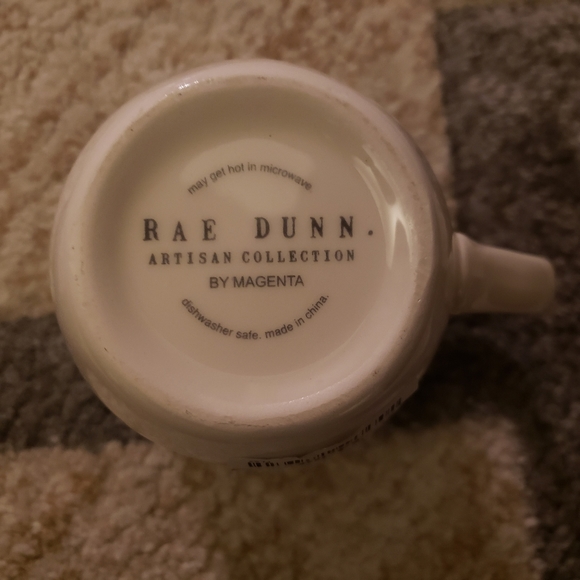 may get hot in microwave.
RAE DUNN.
ARTISAN COLLECTION
BY MAGENTA
dishwasher safe. made in china.